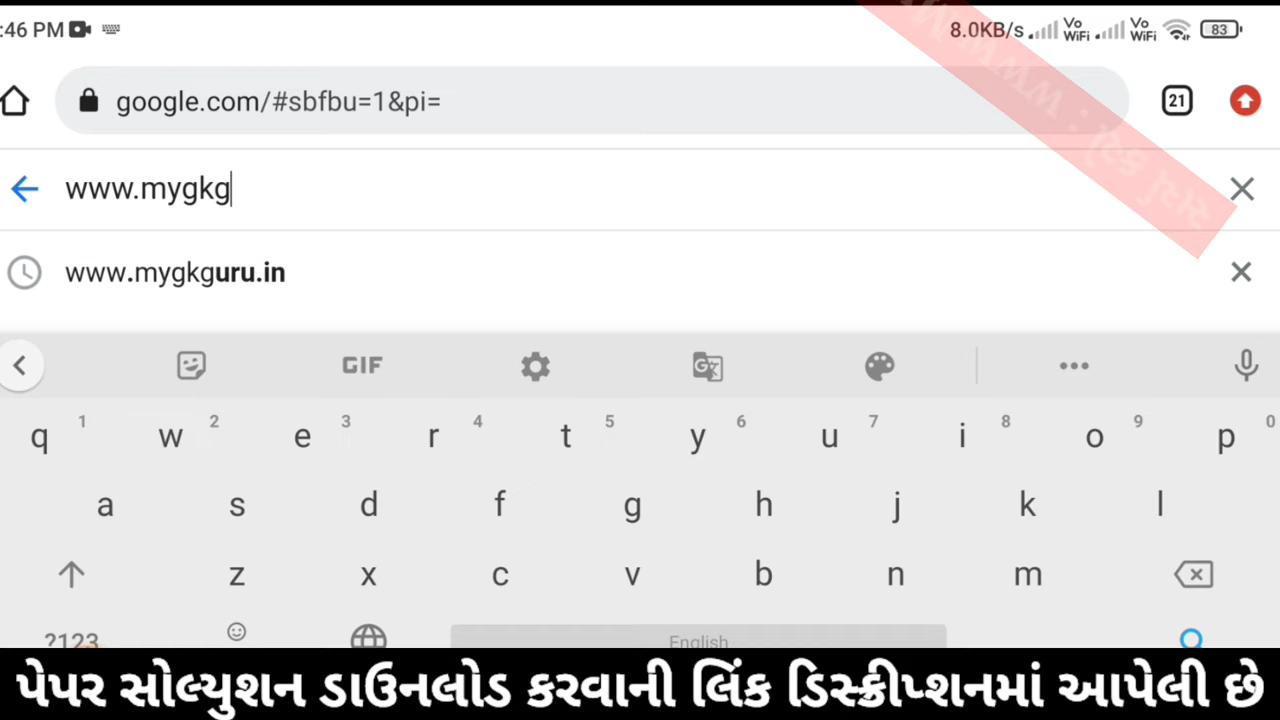 :46 PM 8.0KB/s Vo WiFi Vo WiFi 83
google.com/#sbfbu=1&pi= 21
www.mygkg
www.mygkguru.in
GIF
q 1 w 2 e 3 r 4 t 5 y 6 u 7 i 8 o 9 p 0
a s d f g h j k l
z x c v b n m
?123 English
પેપર સોલ્યુશન ડાઉનલોડ કરવાની લિંક ડિસ્ક્રીપ્શનમાં આપેલી છે